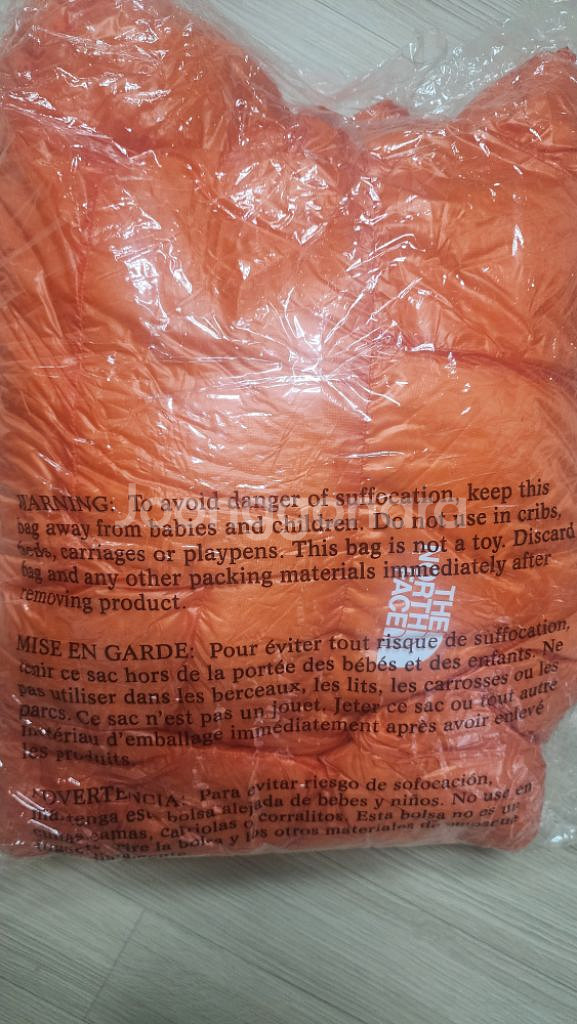 WARNING: To avoid danger of suffocation, keep this
bag away from babies and children. Do not use in cribs,
beds, carriages or playpens. This bag is not a toy. Discard
bag and any other packing materials immediately after
removing product.
THE
NORTH
FACE
MISE EN GARDE: Pour éviter tout risque de suffocation,
tenir ce sac hors de la portée des bébés et des enfants. Ne
pas utiliser dans les berceaux, les lits, les carrosses ou les
parcs. Ce sac n'est pas un jouet. Jeter ce sac ou tout autre
matériau d'emballage immédiatement après avoir enlevé
les produits.
ADVERTENCIA: Para evitar riesgo de sofocación,
mantenga esta bolsa alejada de bebes y niños. No use en
cunas, camas, carriolas o corralitos. Esta bolsa no es un
Tire la bolsa y los otros materiales de